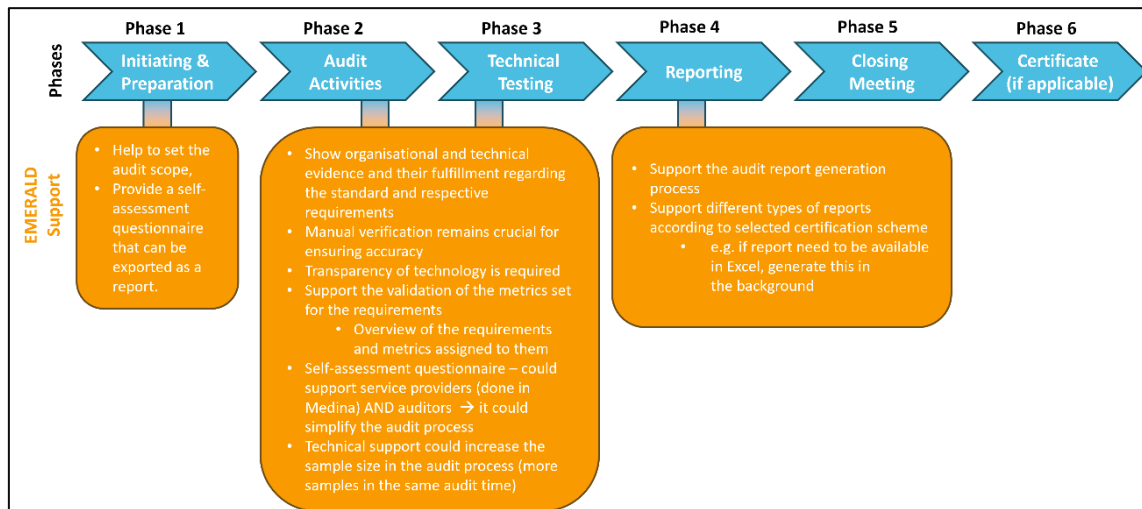 Phase 1
Phase 2
Phase 3
Phase 4
Phase 5
Phase 6
Phases
Initiating &
Preparation
Audit
Activities
Technical
Testing
Reporting
Closing
Meeting
Certificate
(if applicable)
EMERALD
Support
• Help to set the
audit scope,
• Provide a self-
assessment
questionnaire
that can be
exported as a
report.
• Show organisational and technical
evidence and their fulfillment regarding
the standard and respective
requirements
• Manual verification remains crucial for
ensuring accuracy
• Transparency of technology is required
• Support the validation of the metrics set
for the requirements
• Overview of the requirements
and metrics assigned to them
• Self-assessment questionnaire – could
support service providers (done in
Medina) AND auditors → it could
simplify the audit process
• Technical support could increase the
sample size in the audit process (more
samples in the same audit time)
• Support the audit report generation
process
• Support different types of reports
according to selected certification scheme
• e.g. if report need to be available
in Excel, generate this in
the background